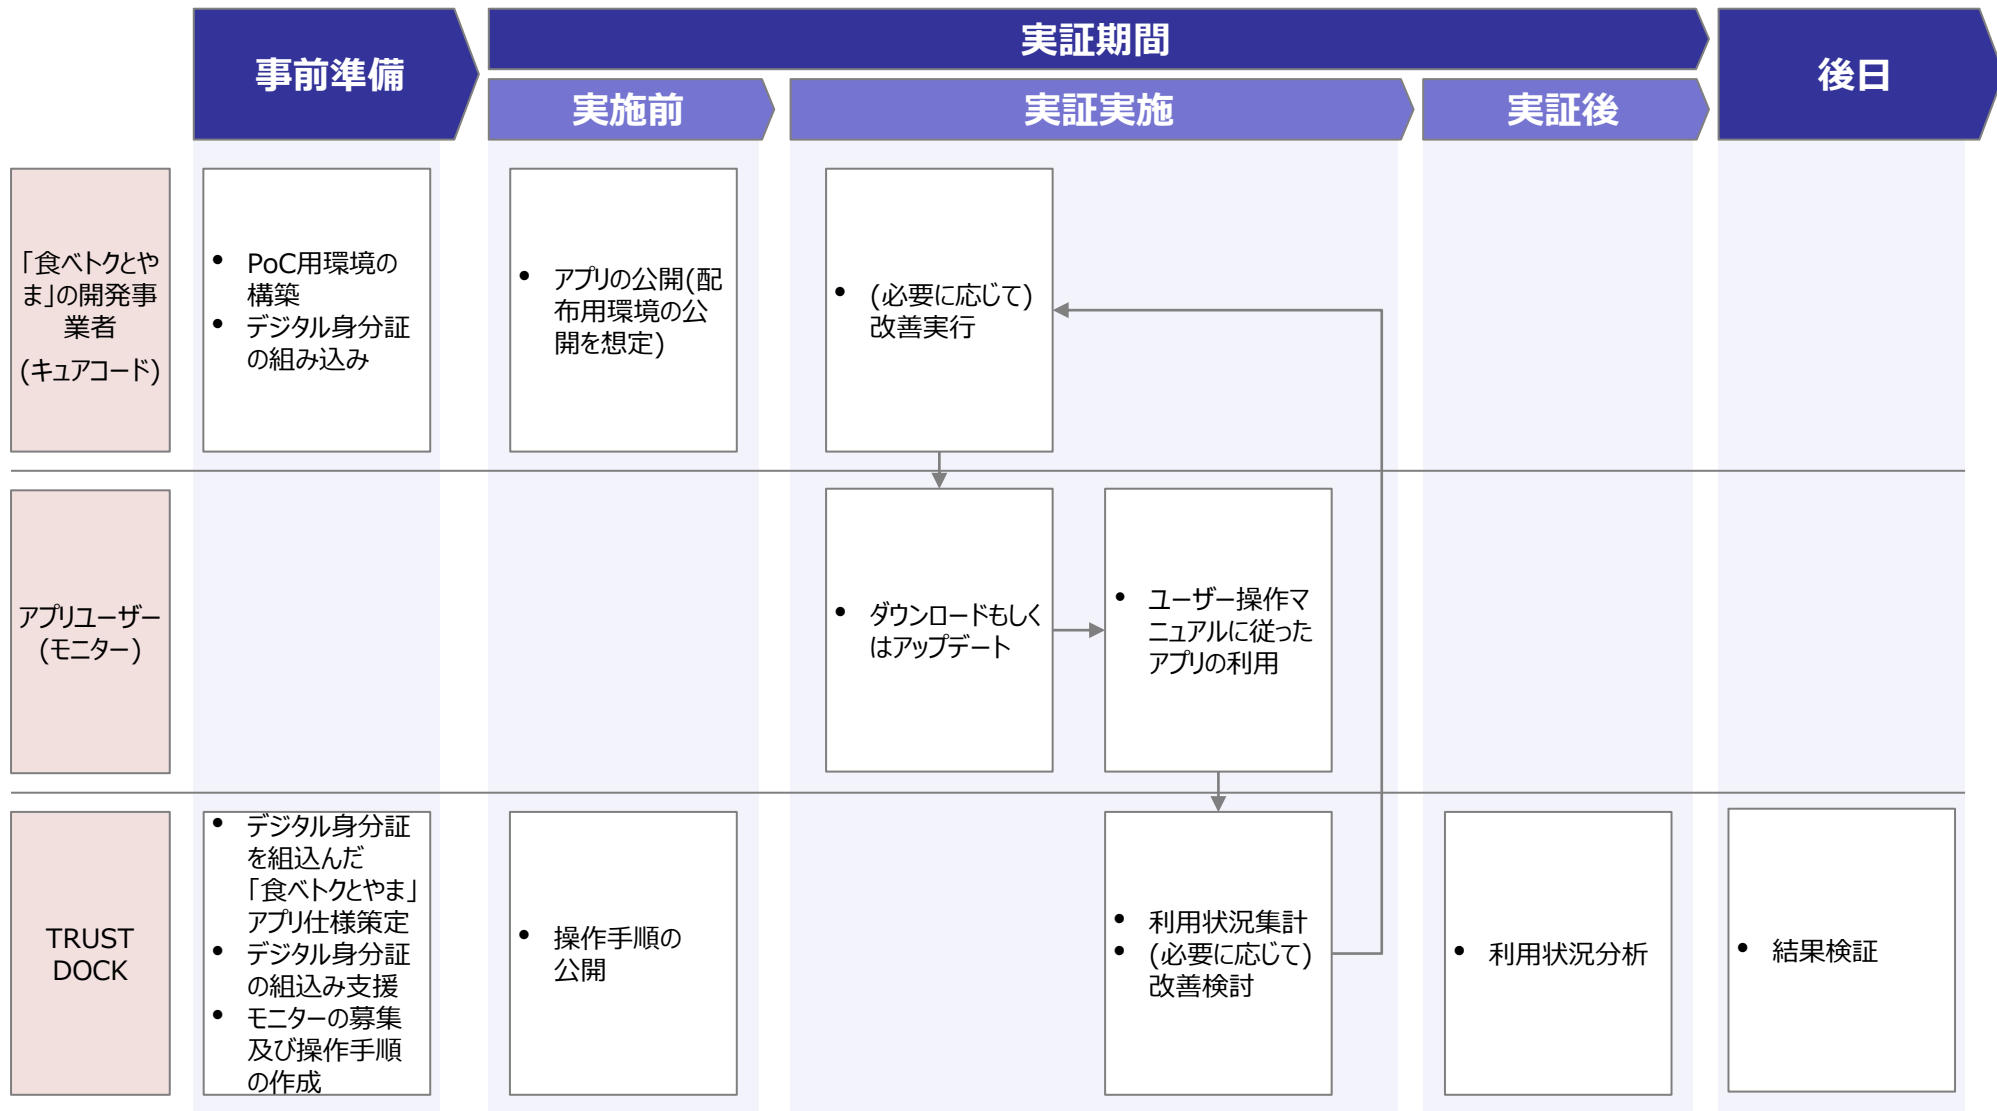 事前準備
実証期間
後日
実施前
実証実施
実証後
「食べトクとや
ま」の開発事
業者
(キュアコード)
• PoC用環境の
構築
• デジタル身分証
の組み込み
• アプリの公開(配
布用環境の公
開を想定)
• (必要に応じて)
改善実行
アプリユーザー
(モニター)
• ダウンロードもしく
はアップデート
• ユーザー操作マ
ニュアルに従った
アプリの利用
TRUST
DOCK
• デジタル身分証
を組込んだ
「食べトクとやま」
アプリ仕様策定
• デジタル身分証
の組込み支援
• モニターの募集
及び操作手順
の作成
• 操作手順の
公開
• 利用状況集計
• (必要に応じて)
改善検討
• 利用状況分析
• 結果検証